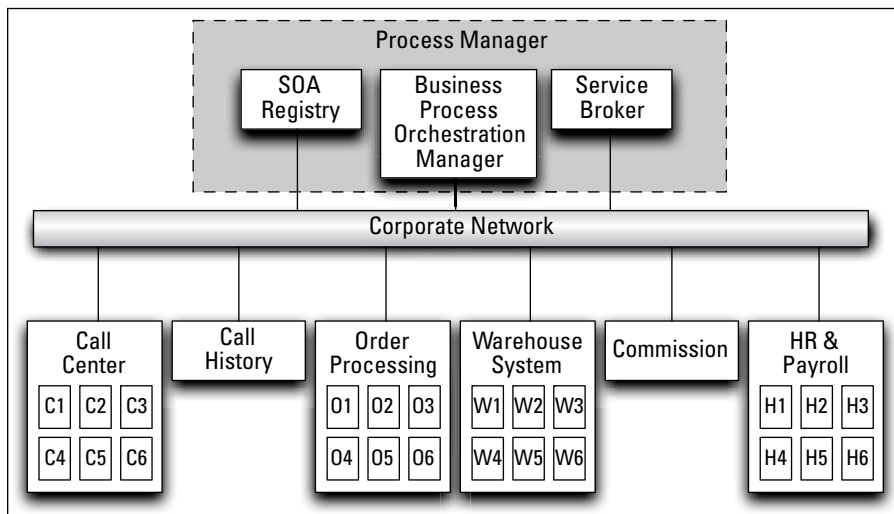 Process Manager
SOA
Registry
Business
Process
Orchestration
Manager
Service
Broker
Corporate Network
Call
Center
C1 C2 C3
C4 C5 C6
Call
History
Order
Processing
O1 O2 O3
O4 O5 O6
Warehouse
System
W1 W2 W3
W4 W5 W6
Commission
HR &
Payroll
H1 H2 H3
H4 H5 H6